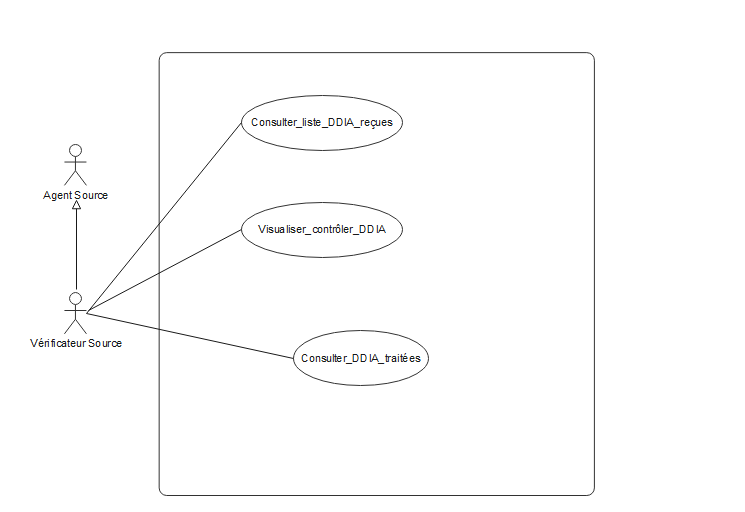 Consulter_liste_DDIA_reçues
Agent Source
Visualiser_contrôler_DDIA
Vérificateur Source
Consulter_DDIA_traitées